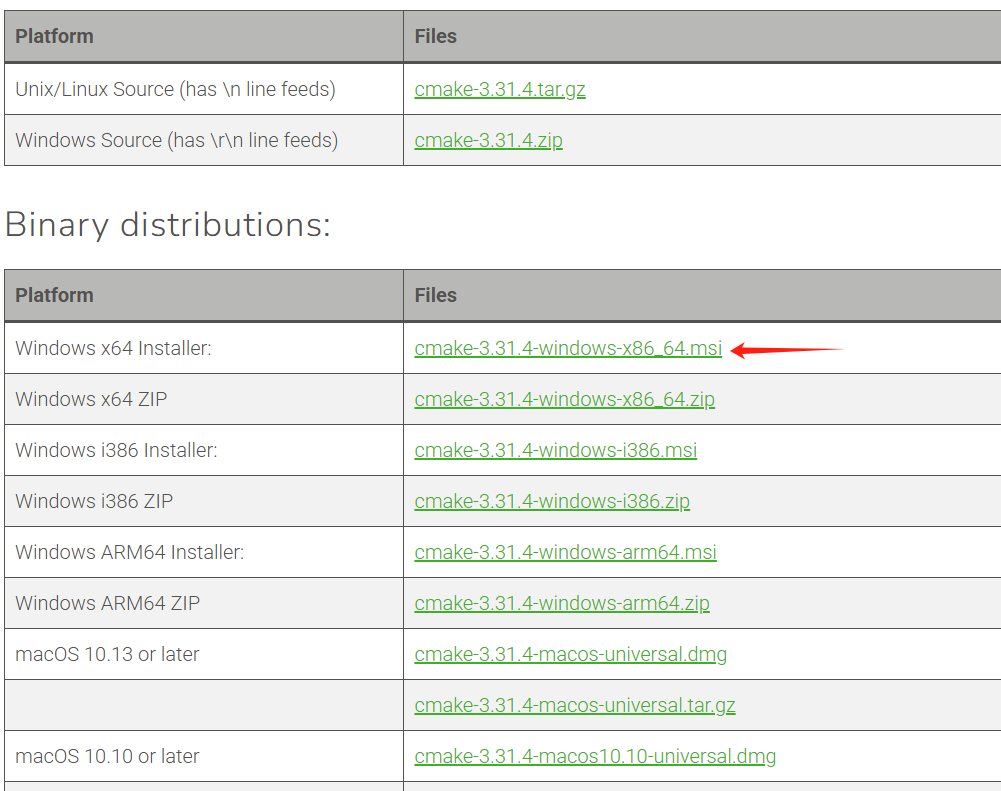 Platform Files
Unix/Linux Source (has \n line feeds) cmake-3.31.4.tar.gz
Windows Source (has \r\n line feeds) cmake-3.31.4.zip
Binary distributions:
Platform Files
Windows x64 Installer: cmake-3.31.4-windows-x86_64.msi
Windows x64 ZIP cmake-3.31.4-windows-x86_64.zip
Windows i386 Installer: cmake-3.31.4-windows-i386.msi
Windows i386 ZIP cmake-3.31.4-windows-i386.zip
Windows ARM64 Installer: cmake-3.31.4-windows-arm64.msi
Windows ARM64 ZIP cmake-3.31.4-windows-arm64.zip
macOS 10.13 or later cmake-3.31.4-macos-universal.dmg
cmake-3.31.4-macos-universal.tar.gz
macOS 10.10 or later cmake-3.31.4-macos10.10-universal.dmg